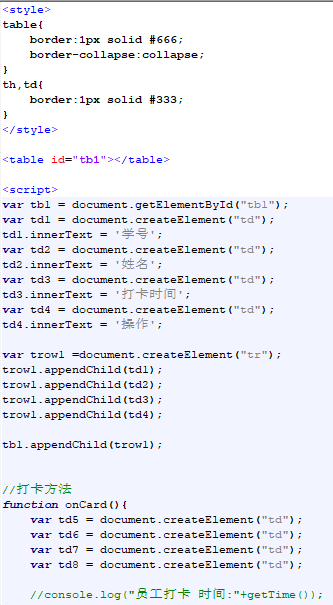 <style>
table{
border:1px solid #666;
border-collapse:collapse;
}
th,td{
border:1px solid #333;
}
</style>
<table id="tb1"></table>
<script>
var tb1 = document.getElementById("tb1");
var td1 = document.createElement("td");
td1.innerText = '学号';
var td2 = document.createElement("td");
td2.innerText = '姓名';
var td3 = document.createElement("td");
td3.innerText = '打卡时间';
var td4 = document.createElement("td");
td4.innerText = '操作';
var trow1 =document.createElement("tr");
trow1.appendChild(td1);
trow1.appendChild(td2);
trow1.appendChild(td3);
trow1.appendChild(td4);
tb1.appendChild(trow1);
//打卡方法
function onCard(){
var td5 = document.createElement("td");
var td6 = document.createElement("td");
var td7 = document.createElement("td");
var td8 = document.createElement("td");
//console.log("员工打卡 时间:"+getTime());